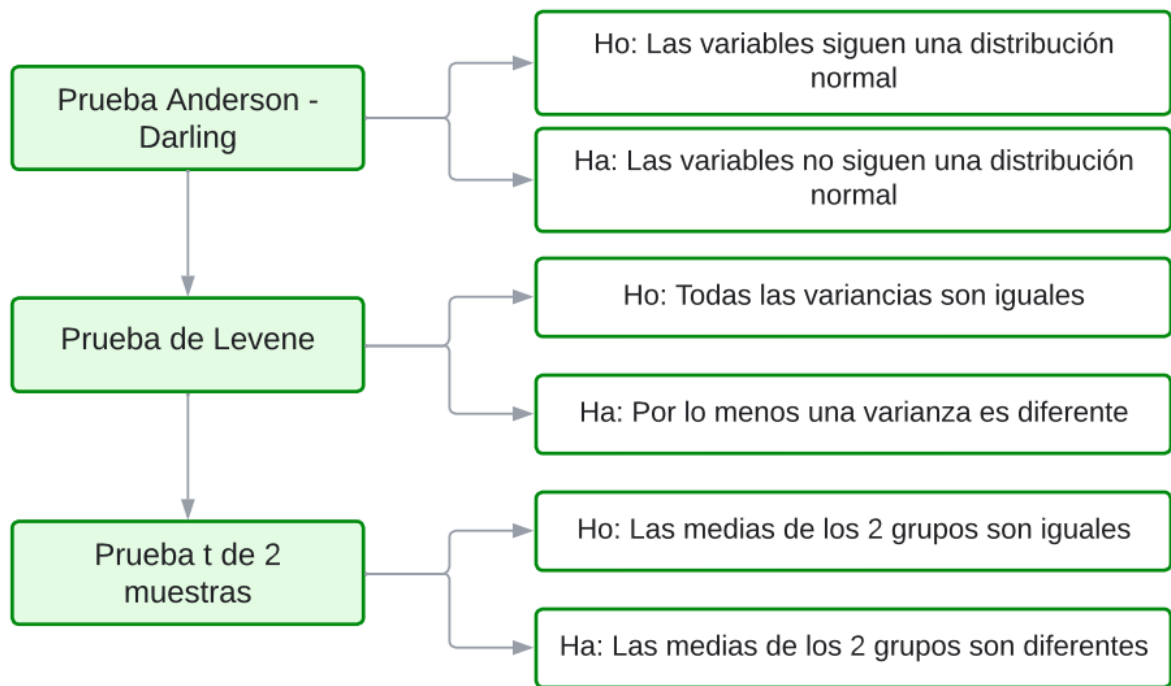 Prueba Anderson -
Darling
Ho: Las variables siguen una distribución
normal
Ha: Las variables no siguen una distribución
normal
Prueba de Levene
Ho: Todas las variancias son iguales
Ha: Por lo menos una varianza es diferente
Prueba t de 2
muestras
Ho: Las medias de los 2 grupos son iguales
Ha: Las medias de los 2 grupos son diferentes